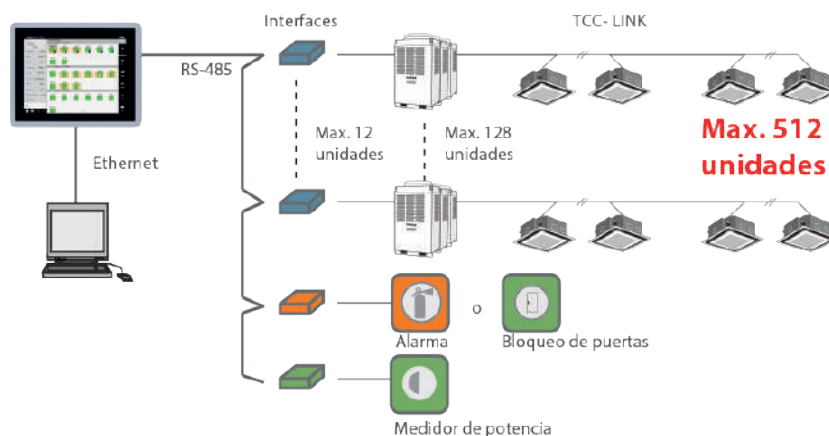 Interfaces
TCC- LINK
RS-485
Max. 12
unidades
Max. 128
unidades
Max. 512
unidades
Ethernet
Alarma
o
Bloqueo de puertas
Medidor de potencia